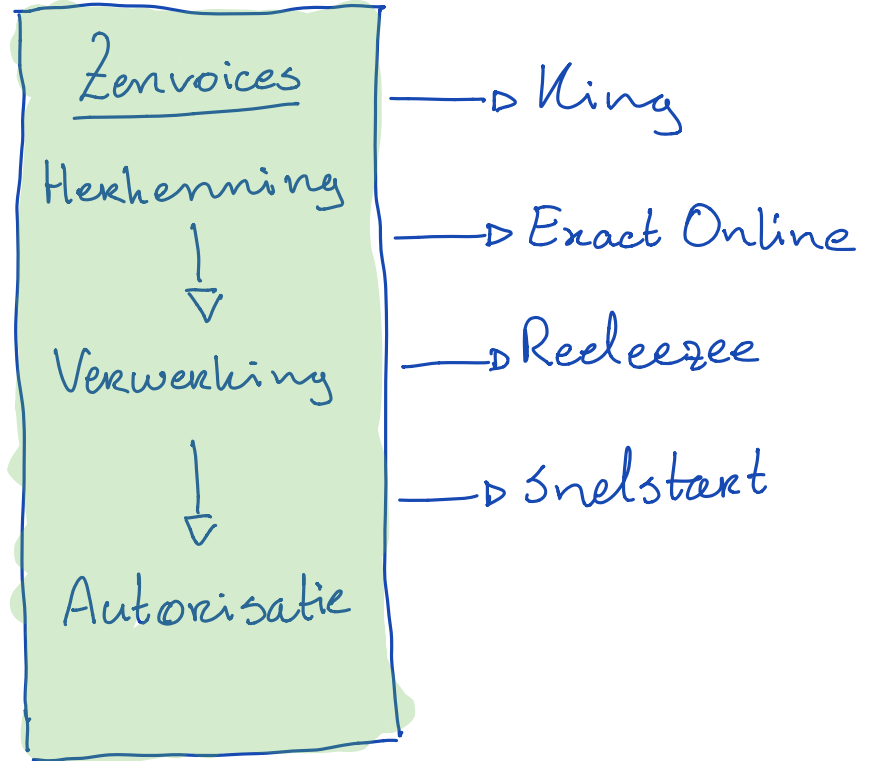 Zenvoices
Herkenning
Verwerking
Autorisatie
King
Exact Online
Reeleezee
Snelstart